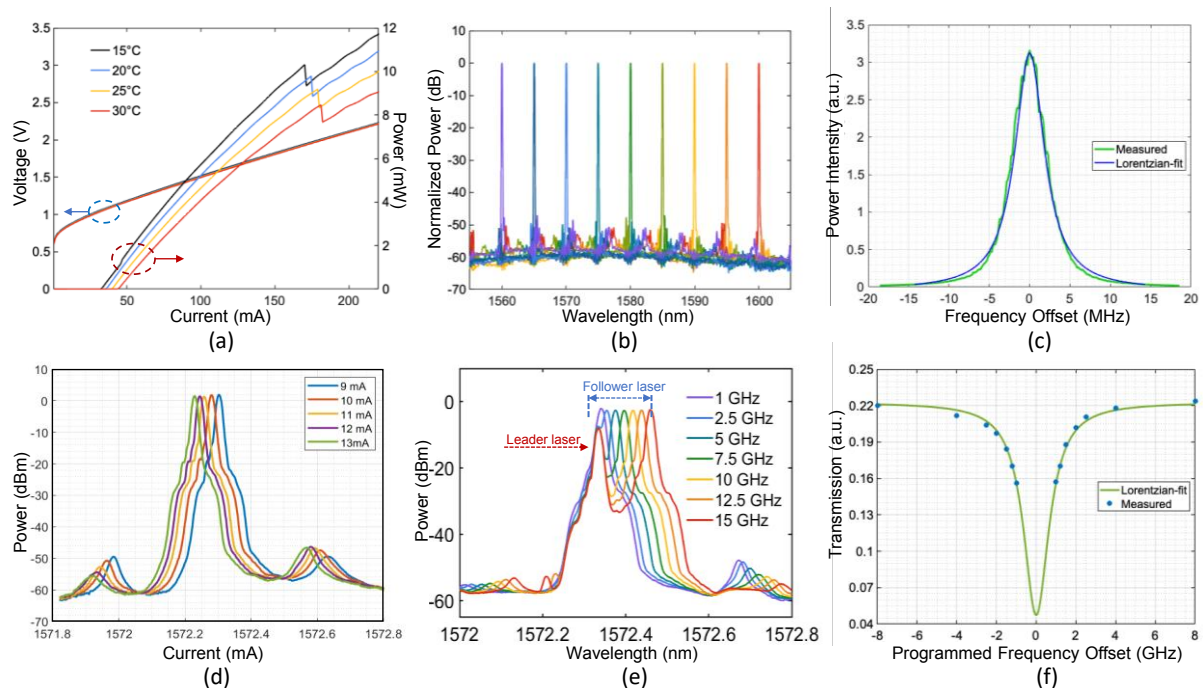 3.5
3
2.5
2
1.5
1
0.5
0
Voltage (V)
15°C
20°C
25°C
30°C
12
10
8
6
4
2
0
Power (mW)
50
100
150
200
Current (mA)
(a)
10
0
-10
-20
-30
-40
-50
-60
-70
Normalized Power (dB)
1560
1570
1580
1590
1600
Wavelength (nm)
(b)
3.5
3
2.5
2
1.5
1
0.5
0
Power Intensity (a.u.)
Measured
Lorentzian-fit
-20
-15
-10
-5
0
5
10
15
20
Frequency Offset (MHz)
(c)
10
0
-10
-20
-30
-40
-50
-60
-70
Power (dBm)
9 mA
10 mA
11 mA
12 mA
13mA
1571.8
1572
1572.2
1572.4
1572.6
1572.8
Current (mA)
(d)
0
-20
-40
-60
Power (dBm)
Follower laser
Leader laser
1 GHz
2.5 GHz
5 GHz
7.5 GHz
10 GHz
12.5 GHz
15 GHz
1572
1572.2
1572.4
1572.6
1572.8
Wavelength (nm)
(e)
0.25
0.22
0.19
0.16
0.13
0.10
0.07
0.04
Transmission (a.u.)
Lorentzian-fit
Measured
-8
-6
-4
-2
0
2
4
6
8
Programmed Frequency Offset (GHz)
(f)